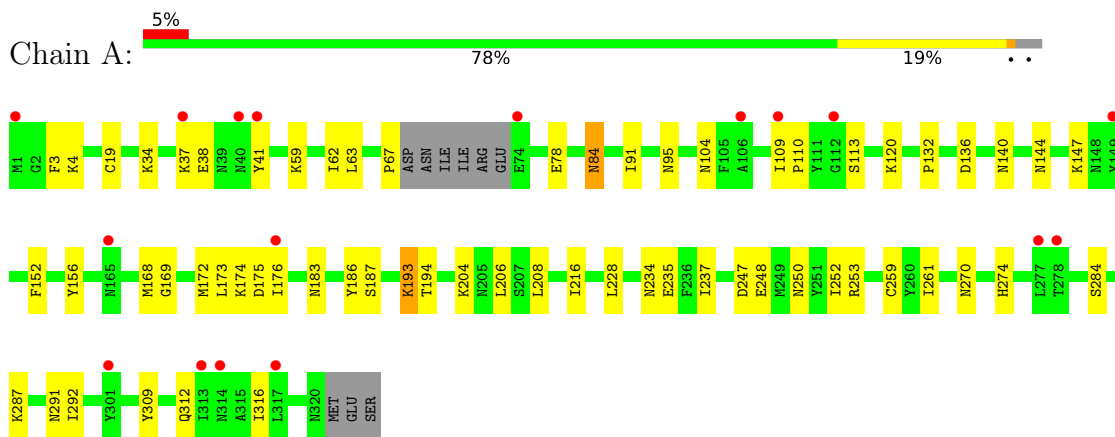 5%
Chain A:
78% 19% • •
M1 G2 F3 K4 C19 K34 K37 E38 N39 N40 Y41 K59 I62 L63 P67 ASP ASN ILE ILE ARG GLU E74 E78 N84 I91 N95 N104 F105 A106 I109 P110 Y111 G112 S113 K120 P132 D136 N140 N144 K147 N148 Y149
F152 Y156 N165 M168 G169 M172 L173 K174 D175 I176 N183 Y186 S187 K193 T194 K204 N205 L206 S207 L208 I216 L228 N234 E235 F236 I237 D247 E248 M249 N250 Y251 I252 R253 C259 Y260 I261 N270 H274 L277 T278 S284
K287 N291 I292 Y301 Y309 Q312 I313 N314 A315 I316 L317 N320 MET GLU SER